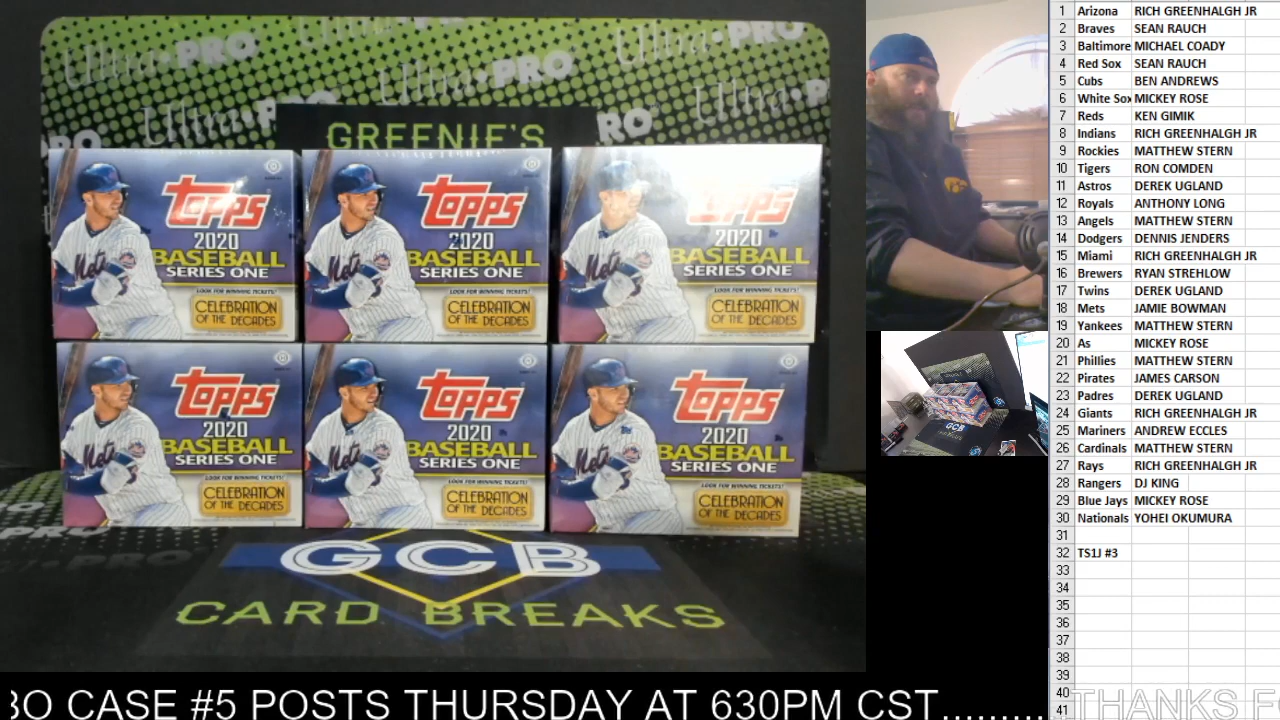 Ultra·PRO
Ultra·PRO
Ultra·PRO
Ultra·P
RO
RO
GREENIE'S
Topps
2020
BASEBALL
SERIES ONE
LOOK FOR WINNING TICKETS!
CELEBRATION
OF THE DECADES
Mets
Topps
2020
BASEBALL
SERIES ONE
LOOK FOR WINNING TICKETS!
CELEBRATION
OF THE DECADES
Mets
Topps
2020
BASEBALL
SERIES ONE
LOOK FOR WINNING TICKETS!
CELEBRATION
OF THE DECADES
Mets
Topps
2020
BASEBALL
SERIES ONE
LOOK FOR WINNING TICKETS!
CELEBRATION
OF THE DECADES
Mets
Topps
2020
BASEBALL
SERIES ONE
LOOK FOR WINNING TICKETS!
CELEBRATION
OF THE DECADES
Mets
Topps
2020
BASEBALL
SERIES ONE
LOOK FOR WINNING TICKETS!
CELEBRATION
OF THE DECADES
Mets
GCB
CARD BREAKS
GCB
1 Arizona RICH GREENHALGH JR
2 Braves SEAN RAUCH
3 Baltimore MICHAEL COADY
4 Red Sox SEAN RAUCH
5 Cubs BEN ANDREWS
6 White Sox MICKEY ROSE
7 Reds KEN GIMIK
8 Indians RICH GREENHALGH JR
9 Rockies MATTHEW STERN
10 Tigers RON COMDEN
11 Astros DEREK UGLAND
12 Royals ANTHONY LONG
13 Angels MATTHEW STERN
14 Dodgers DENNIS JENDERS
15 Miami RICH GREENHALGH JR
16 Brewers RYAN STREHLOW
17 Twins DEREK UGLAND
18 Mets JAMIE BOWMAN
19 Yankees MATTHEW STERN
20 As MICKEY ROSE
21 Phillies MATTHEW STERN
22 Pirates JAMES CARSON
23 Padres DEREK UGLAND
24 Giants RICH GREENHALGH JR
25 Mariners ANDREW ECCLES
26 Cardinals MATTHEW STERN
27 Rays RICH GREENHALGH JR
28 Rangers DJ KING
29 Blue Jays MICKEY ROSE
30 Nationals YOHEI OKUMURA
31
32 TS1J #3
33
34
35
36
37
38
39
40
41
BO CASE #5 POSTS THURSDAY AT 630PM CST.......... THANKS F